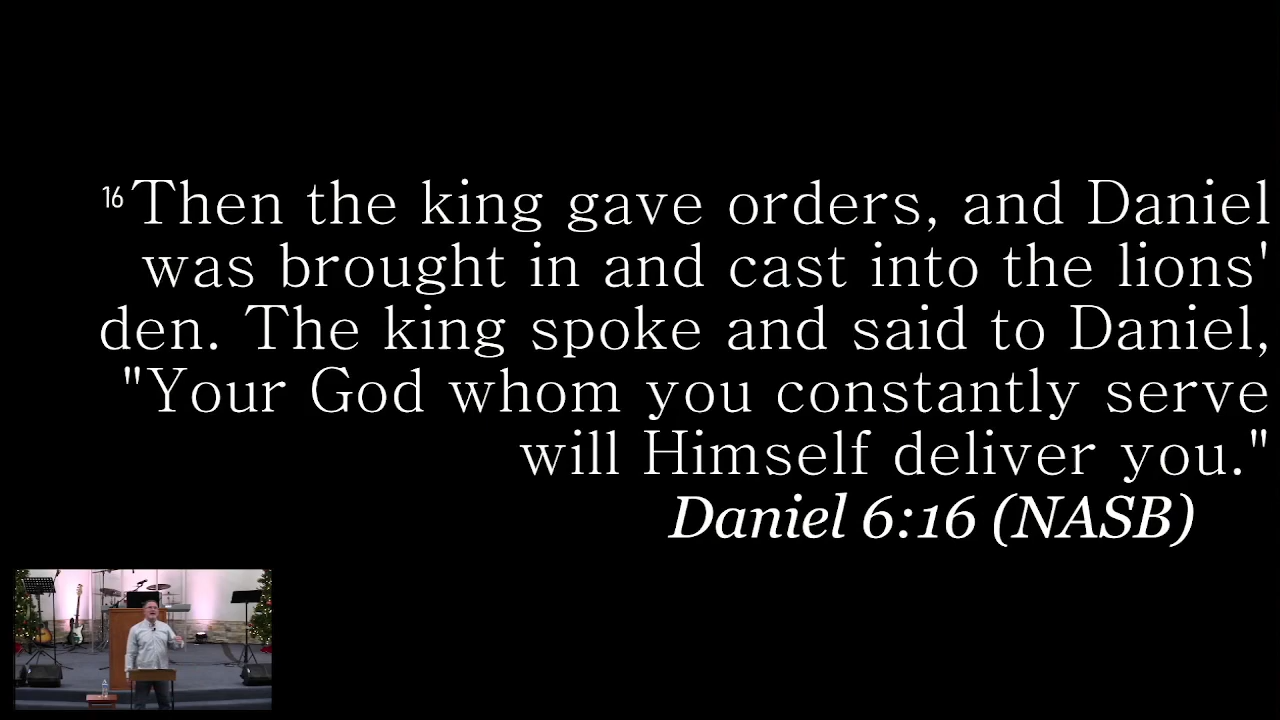 16Then the king gave orders, and Daniel
was brought in and cast into the lions'
den. The king spoke and said to Daniel,
"Your God whom you constantly serve
will Himself deliver you."
Daniel 6:16 (NASB)